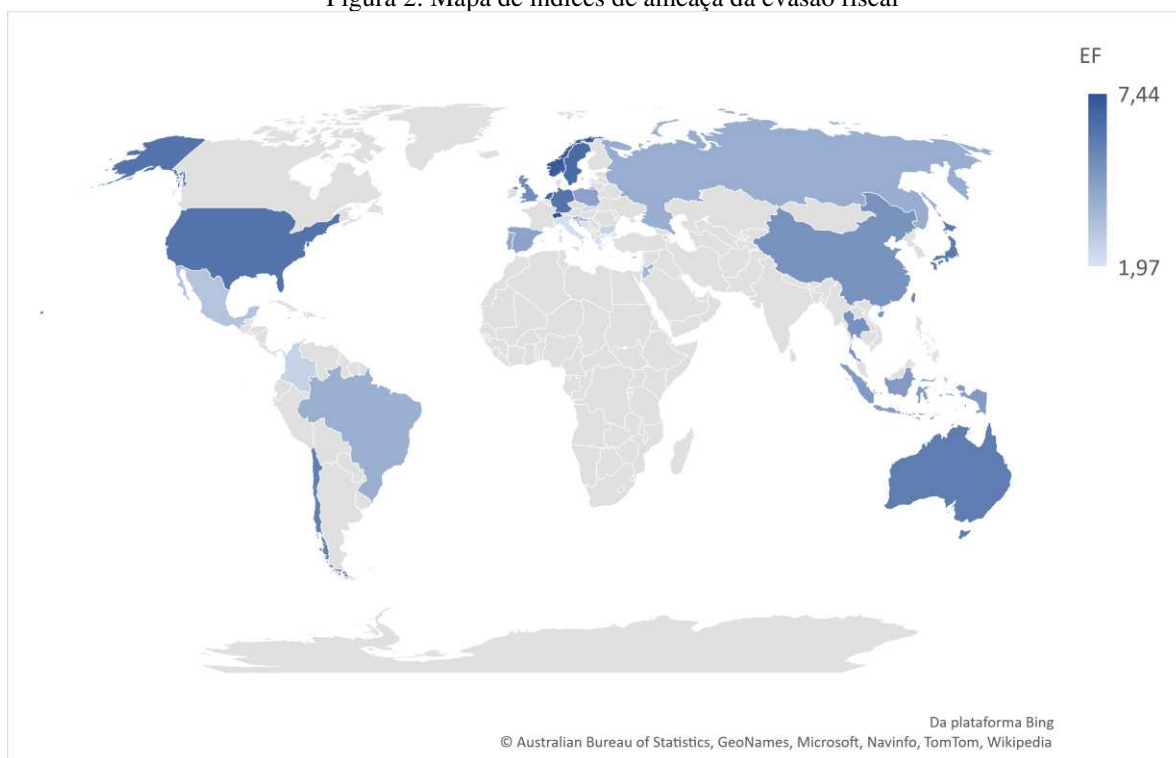 Figura 2: Mapa de índices de ameaça da evasão fiscal
EF
7,44
1,97
Da plataforma Bing
© Australian Bureau of Statistics, GeoNames, Microsoft, Navinfo, TomTom, Wikipedia